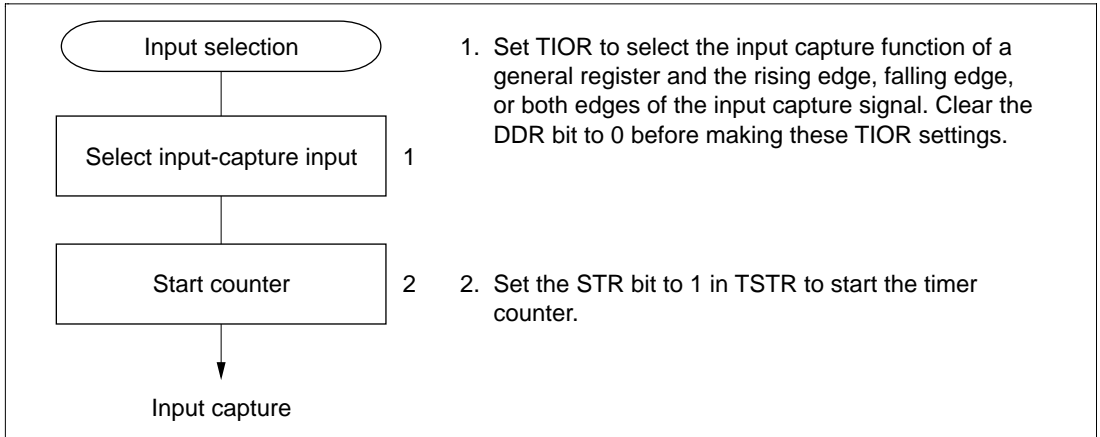 Input selection
1. Set TIOR to select the input capture function of a
general register and the rising edge, falling edge,
or both edges of the input capture signal. Clear the
DDR bit to 0 before making these TIOR settings.
Select input-capture input 1
Start counter 2
2. Set the STR bit to 1 in TSTR to start the timer
counter.
Input capture